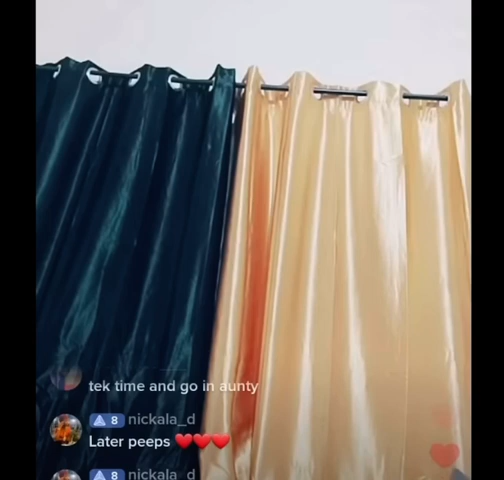 tek time and go in aunty
8 nickala_d
Later peeps ❤️❤️❤️
8 nickala_d